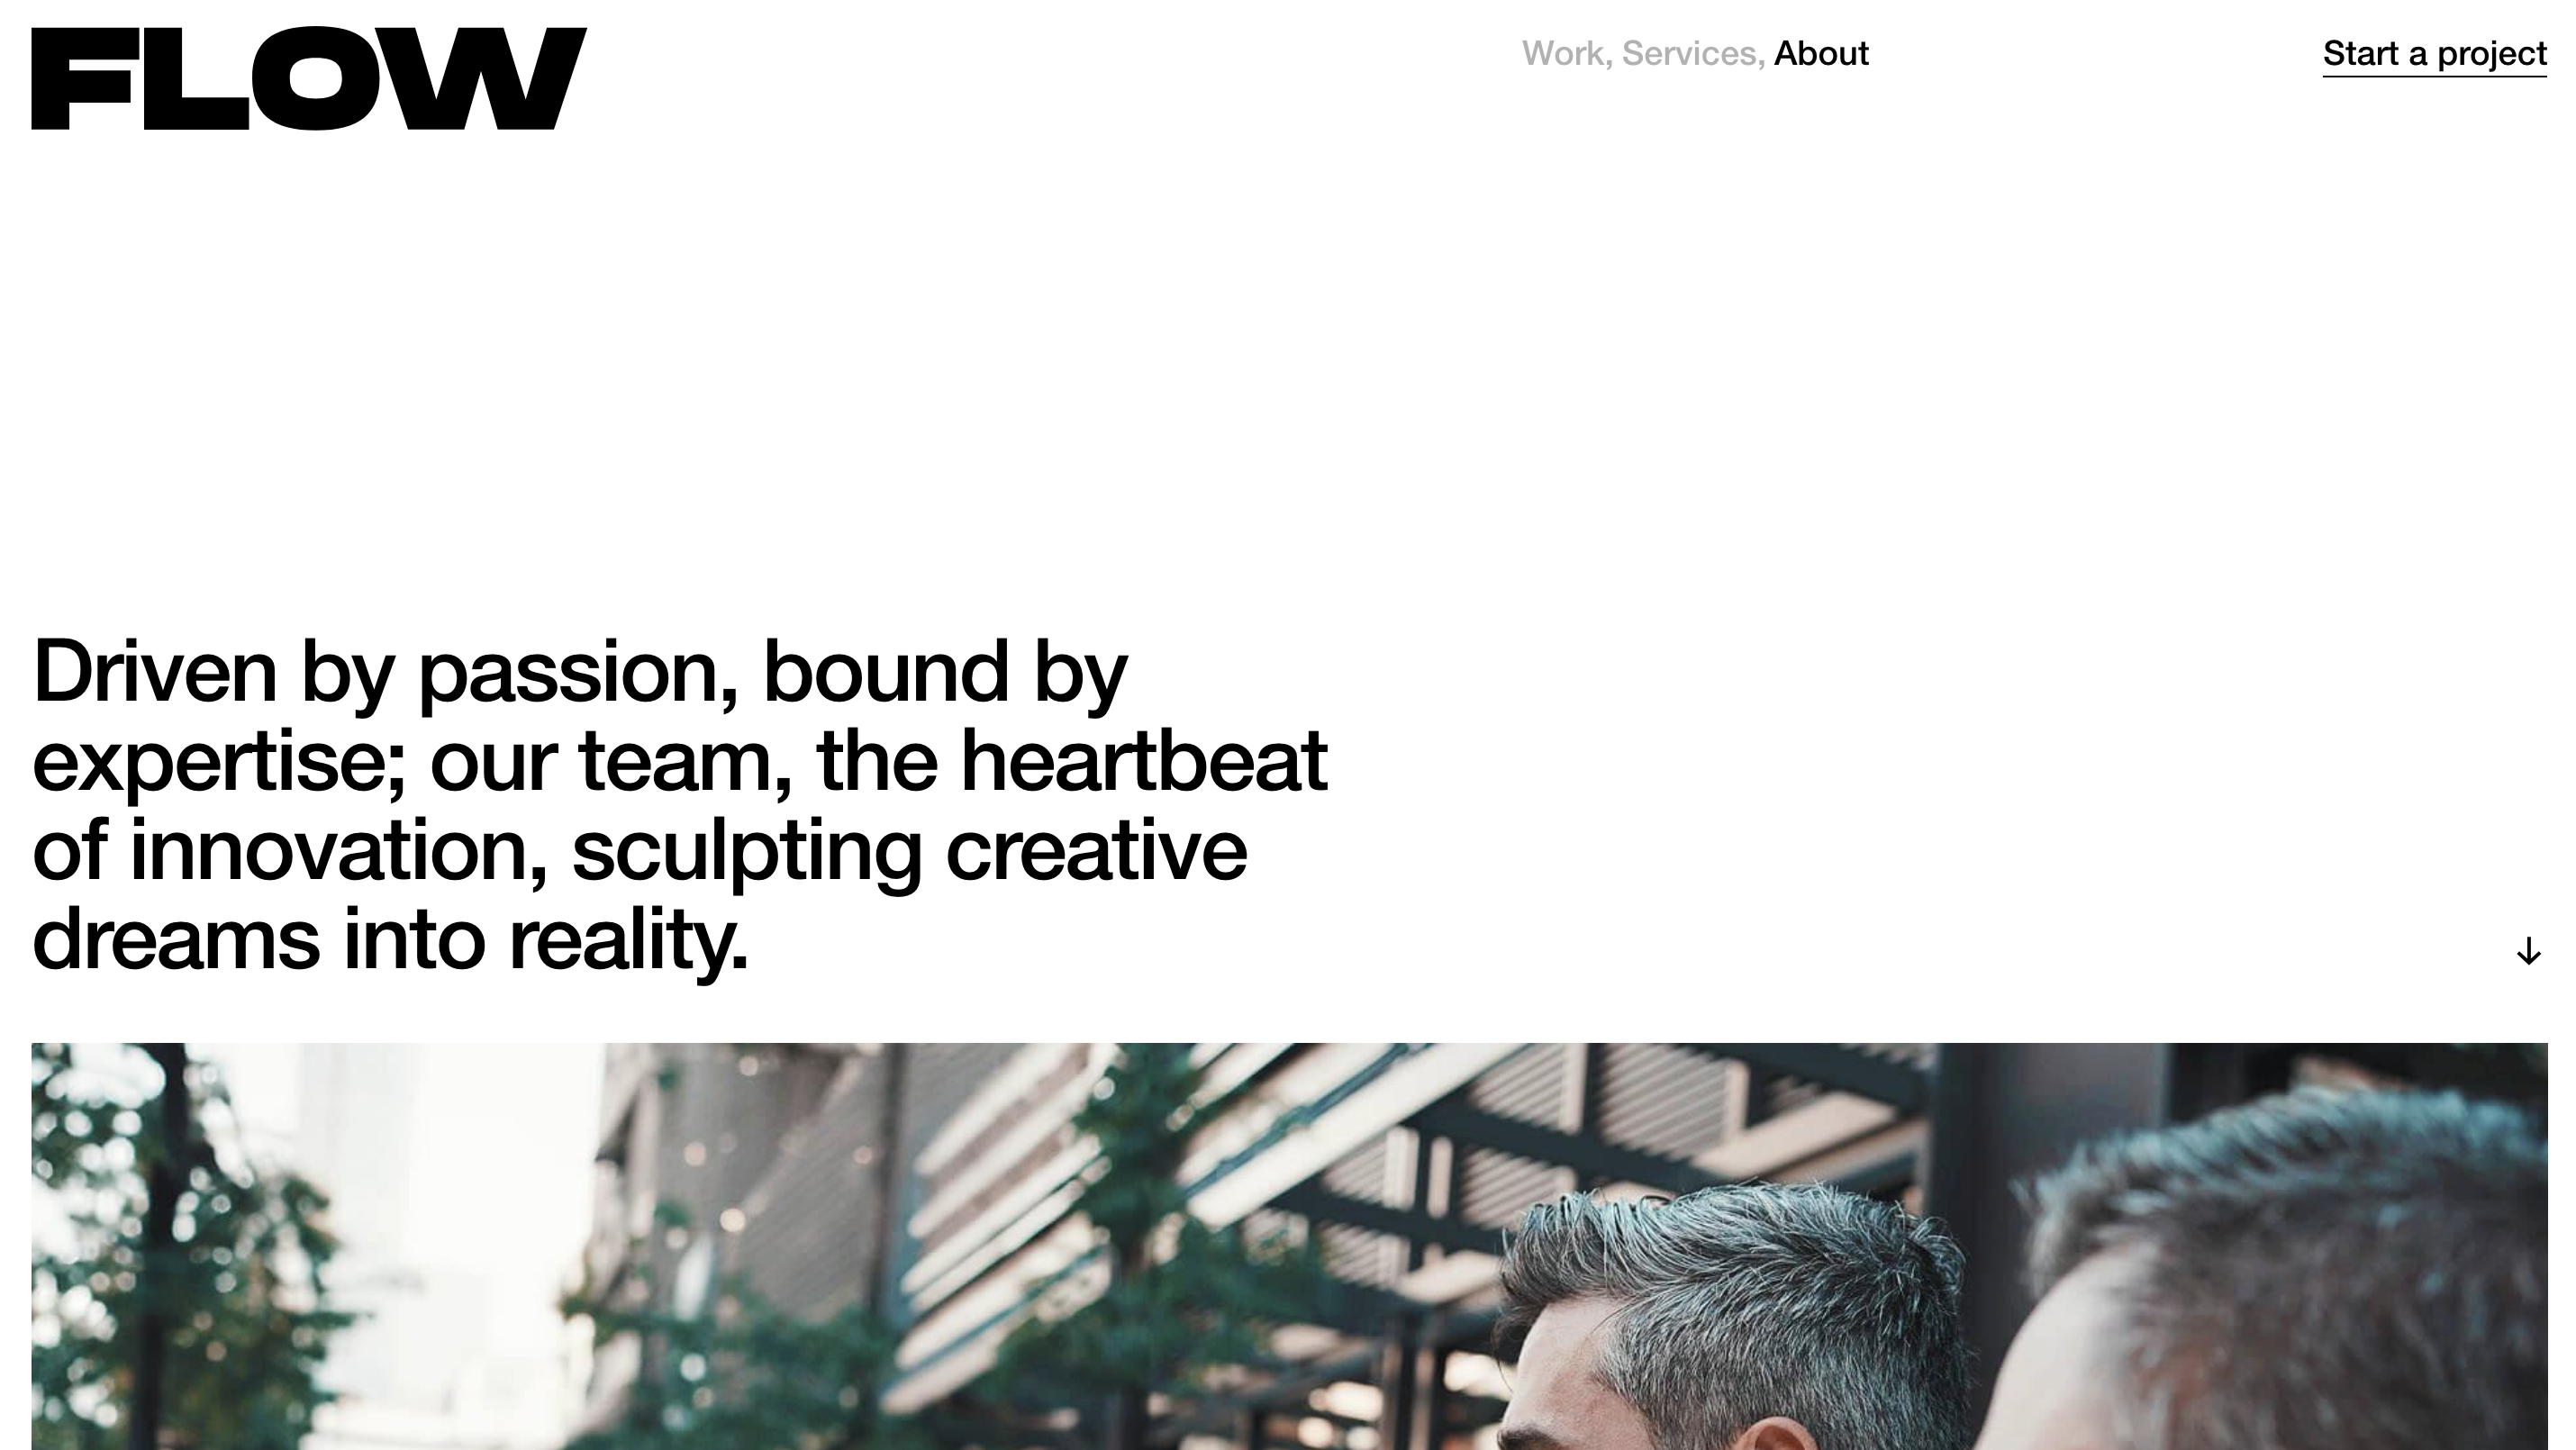 FLOW
Work, Services, About
Start a project
Driven by passion, bound by
expertise; our team, the heartbeat
of innovation, sculpting creative
dreams into reality.